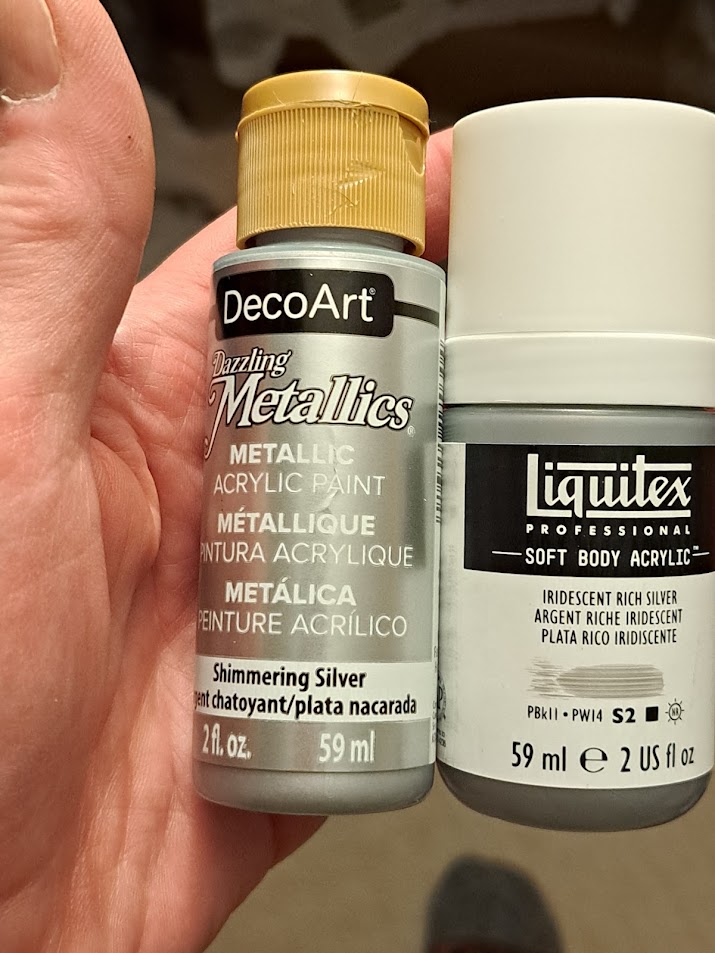 DecoArt®
Dazzling
Metallics®
METALLIC
ACRYLIC PAINT
MÉTALLIQUE
PINTURA ACRYLIQUE
METÁLICA
PEINTURE ACRÍLICO
Shimmering Silver
chatoyant/plata nacarada
2 fl. oz. 59 ml
Liquitex
PROFESSIONAL
SOFT BODY ACRYLIC™
IRIDESCENT RICH SILVER
ARGENT RICHE IRIDESCENT
PLATA RICO IRIDISCENTE
PBk11 • PW14 S2 NR
59 ml e 2 US fl oz